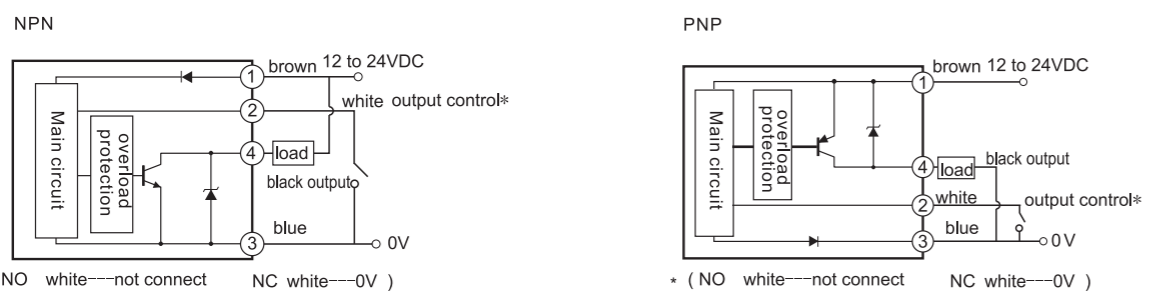 NPN
Main circuit
overload
protection
1
brown 12 to 24VDC
2
white output control*
4
load
black output
3
blue
0V
NO white---not connect NC white---0V )
PNP
Main circuit
overload
protection
1
brown 12 to 24VDC
4
load
black output
2
white output control*
3
blue
0V
* ( NO white---not connect NC white---0V )